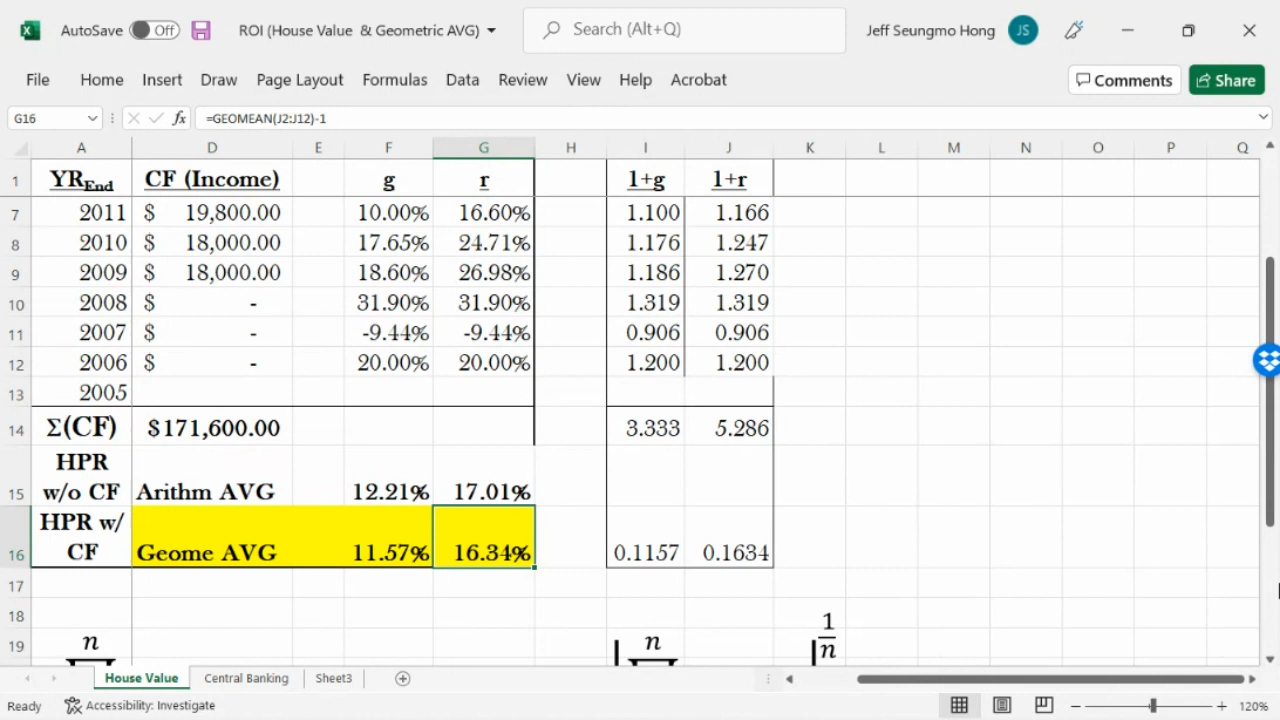 AutoSave Off ROI (House Value & Geometric AVG) Search (Alt+Q) Jeff Seungmo Hong JS
File Home Insert Draw Page Layout Formulas Data Review View Help Acrobat Comments Share
G16 fx =GEOMEAN(J2:J12)-1
A D E F G H I J K L M N O P Q
1 YREnd CF (Income) g r 1+g 1+r
7 2011 $ 19,800.00 10.00% 16.60% 1.100 1.166
8 2010 $ 18,000.00 17.65% 24.71% 1.176 1.247
9 2009 $ 18,000.00 18.60% 26.98% 1.186 1.270
10 2008 $ - 31.90% 31.90% 1.319 1.319
11 2007 $ - -9.44% -9.44% 0.906 0.906
12 2006 $ - 20.00% 20.00% 1.200 1.200
13 2005
14 Σ(CF) $171,600.00 3.333 5.286
HPR
15 w/o CF Arithm AVG 12.21% 17.01%
HPR w/
16 CF Geome AVG 11.57% 16.34% 0.1157 0.1634
17
18 1
19 n n n
House Value Central Banking Sheet3
Ready Accessibility: Investigate 120%